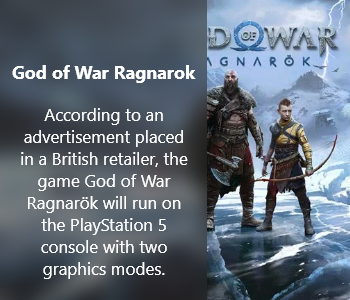 God of War Ragnarok
According to an
advertisement placed
in a British retailer, the
game God of War
Ragnarök will run on
the PlayStation 5
console with two
graphics modes.
D OF WAR
AGNARÖK